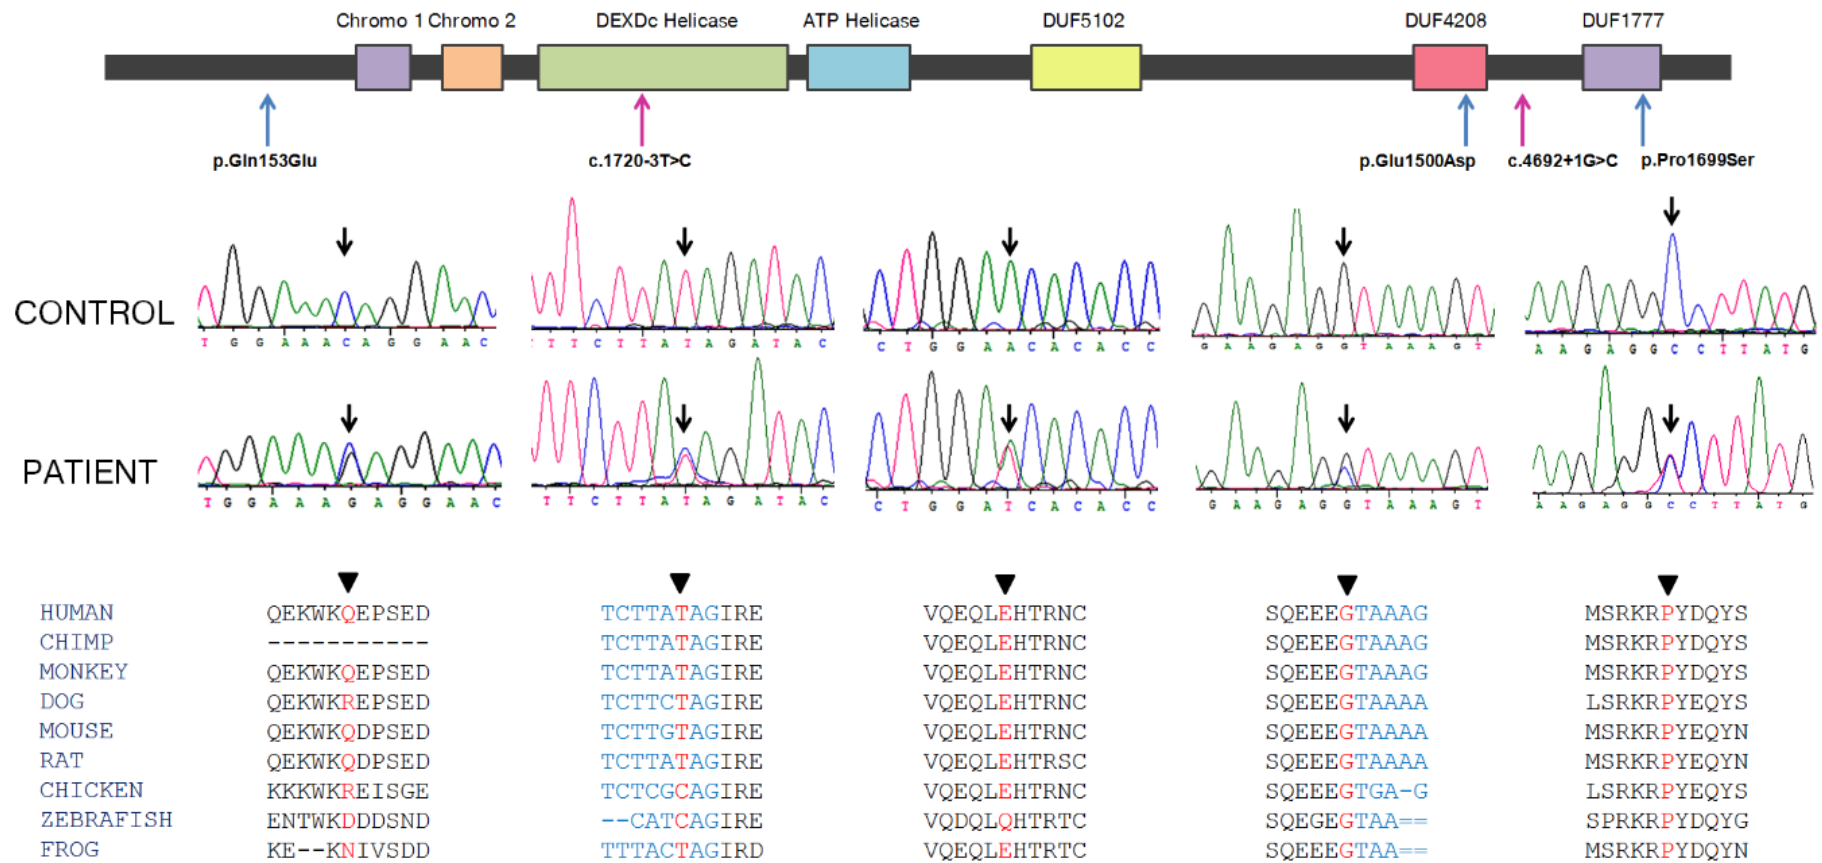 Chromo 1 Chromo 2 DEXDc Helicase ATP Helicase DUF5102 DUF4208 DUF1777
p.Gln153Glu c.1720-3T>C p.Glu1500Asp c.4692+1G>C p.Pro1699Ser
CONTROL
T G G A A A C A G G A A C T T C T T A T A G A T A C C T G G A A C A C A C C G A A G A G G T A A A G T A A G A G G C C T T A T G
PATIENT
T G G A A A G A G G A A C T T C T T A T A G A T A C C T G G A T C A C A C C G A A G A G G T A A A G T A A G A G G C C T T A T G
HUMAN QEKWKQEPSED TCTTATAGIRE VQEQLEHTRNC SQEEEGTAAAG MSRKRPYDQYS
CHIMP ----------- TCTTATAGIRE VQEQLEHTRNC SQEEEGTAAAG MSRKRPYDQYS
MONKEY QEKWKQEPSED TCTTATAGIRE VQEQLEHTRNC SQEEEGTAAAG MSRKRPYDQYS
DOG QEKWKREPSED TCTTCTAGIRE VQEQLEHTRNC SQEEEGTAAAA LSRKRPYEQYS
MOUSE QEKWKQDPSED TCTTGTAGIRE VQEQLEHTRNC SQEEEGTAAAA MSRKRPYEQYN
RAT QEKWKQDPSED TCTTATAGIRE VQEQLEHTRSC SQEEEGTAAAA MSRKRPYEQYN
CHICKEN KKKWKREISGE TCTCGCAGIRE VQEQLEHTRNC SQEEEGTGA-G LSRKRPYEQYS
ZEBRAFISH ENTWKDDDSND --CATCAGIRE VQDQLQHTRTC SQEGEGTAA== SPRKRPYDQYG
FROG KE--KNIVSDD TTTACTAGIRD VQEQLEHTRTC SQEEEGTAA== MSRKRPYDQYN